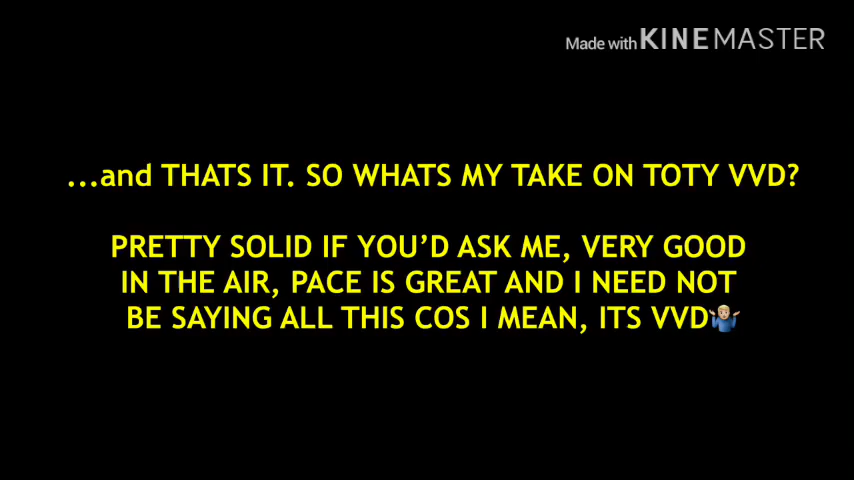 Made with KINEMASTER
...and THATS IT. SO WHATS MY TAKE ON TOTY VVD?
PRETTY SOLID IF YOU’D ASK ME, VERY GOOD
IN THE AIR, PACE IS GREAT AND I NEED NOT
BE SAYING ALL THIS COS I MEAN, ITS VVD🤷🏼‍♂️